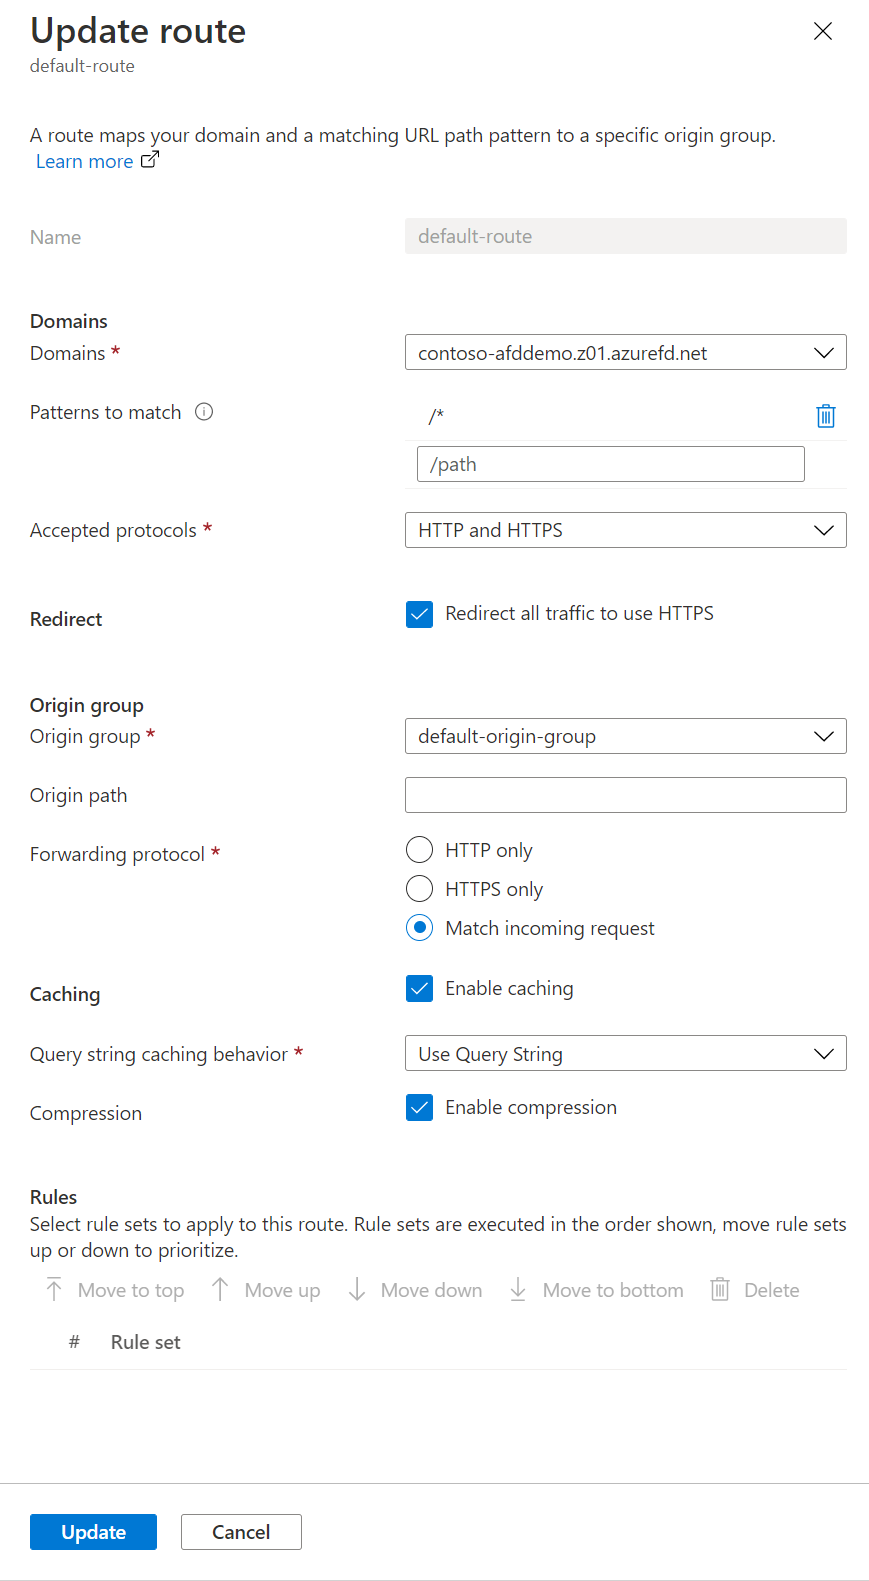 Update route
default-route
A route maps your domain and a matching URL path pattern to a specific origin group.
Learn more
Name
default-route
Domains
Domains *
contoso-afddemo.z01.azurefd.net
Patterns to match
/*
/path
Accepted protocols *
HTTP and HTTPS
Redirect
Redirect all traffic to use HTTPS
Origin group
Origin group *
default-origin-group
Origin path
Forwarding protocol *
HTTP only
HTTPS only
Match incoming request
Caching
Enable caching
Query string caching behavior *
Use Query String
Compression
Enable compression
Rules
Select rule sets to apply to this route. Rule sets are executed in the order shown, move rule sets
up or down to prioritize.
Move to top Move up Move down Move to bottom Delete
# Rule set
Update Cancel